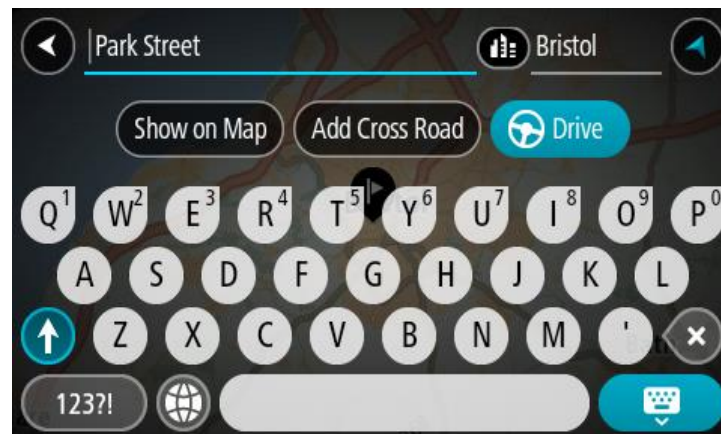 Park Street Bristol
Show on Map Add Cross Road Drive
Q1 W2 E3 R4 T5 Y6 U7 I8 O9 P0
A S D F G H J K L
Z X C V B N M '
123?!